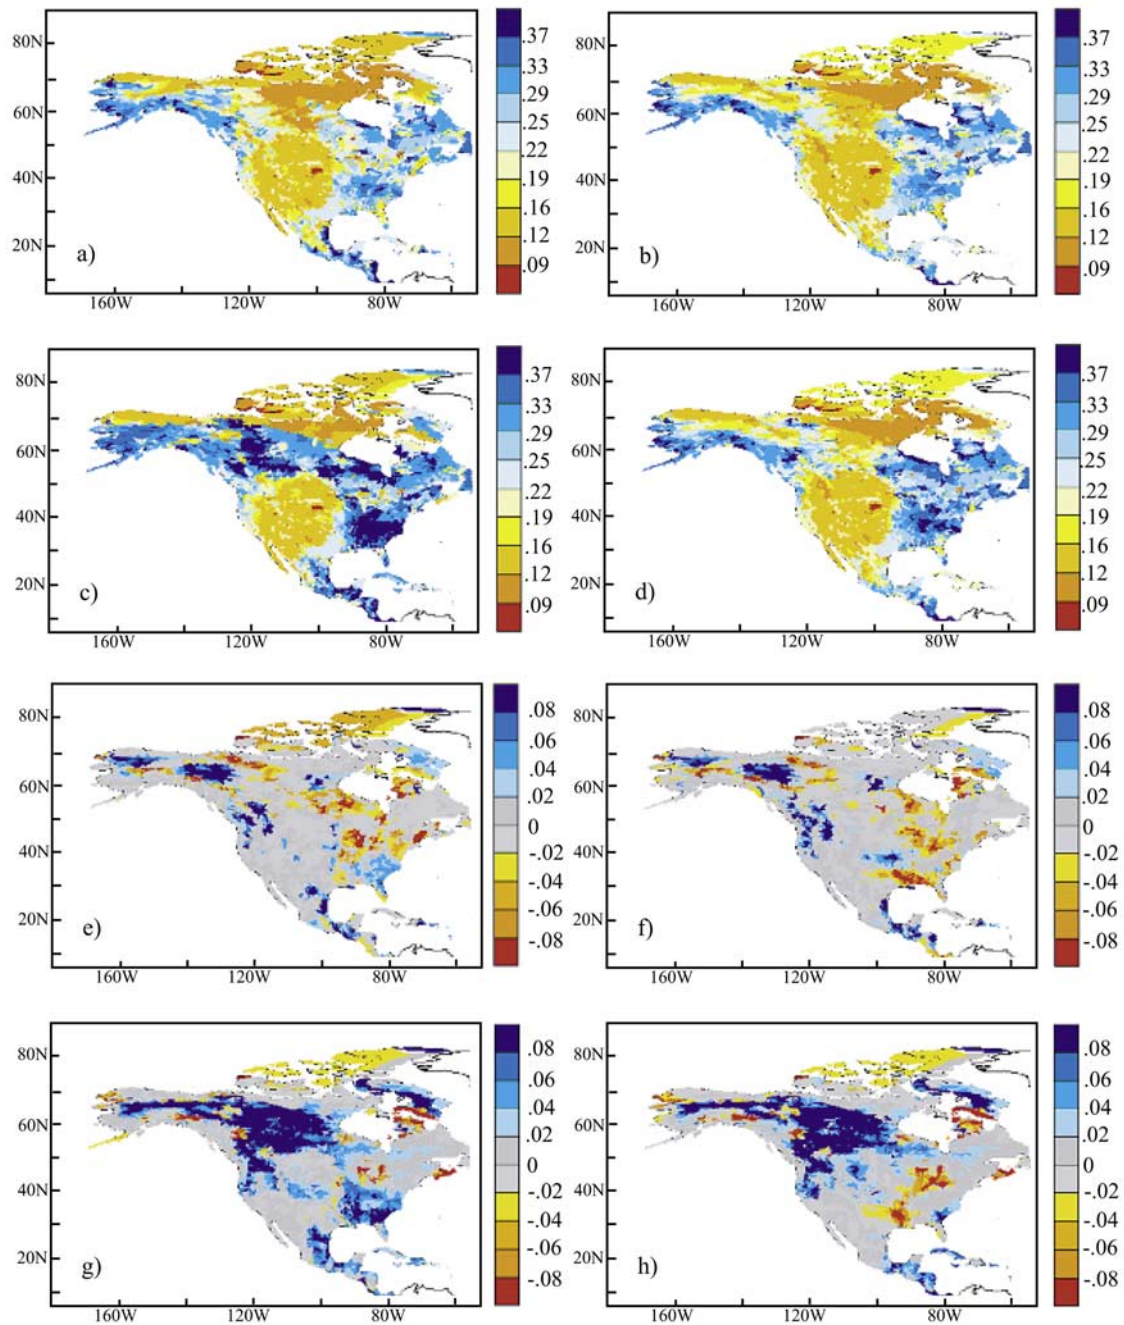 80N
60N
40N
20N
a)
160W
120W
80W
.37
.33
.29
.25
.22
.19
.16
.12
.09
80N
60N
40N
20N
b)
160W
120W
80W
.37
.33
.29
.25
.22
.19
.16
.12
.09
80N
60N
40N
20N
c)
160W
120W
80W
.37
.33
.29
.25
.22
.19
.16
.12
.09
80N
60N
40N
20N
d)
160W
120W
80W
.37
.33
.29
.25
.22
.19
.16
.12
.09
80N
60N
40N
20N
e)
160W
120W
80W
.08
.06
.04
.02
0
-.02
-.04
-.06
-.08
80N
60N
40N
20N
f)
160W
120W
80W
.08
.06
.04
.02
0
-.02
-.04
-.06
-.08
80N
60N
40N
20N
g)
160W
120W
80W
.08
.06
.04
.02
0
-.02
-.04
-.06
-.08
80N
60N
40N
20N
h)
160W
120W
80W
.08
.06
.04
.02
0
-.02
-.04
-.06
-.08